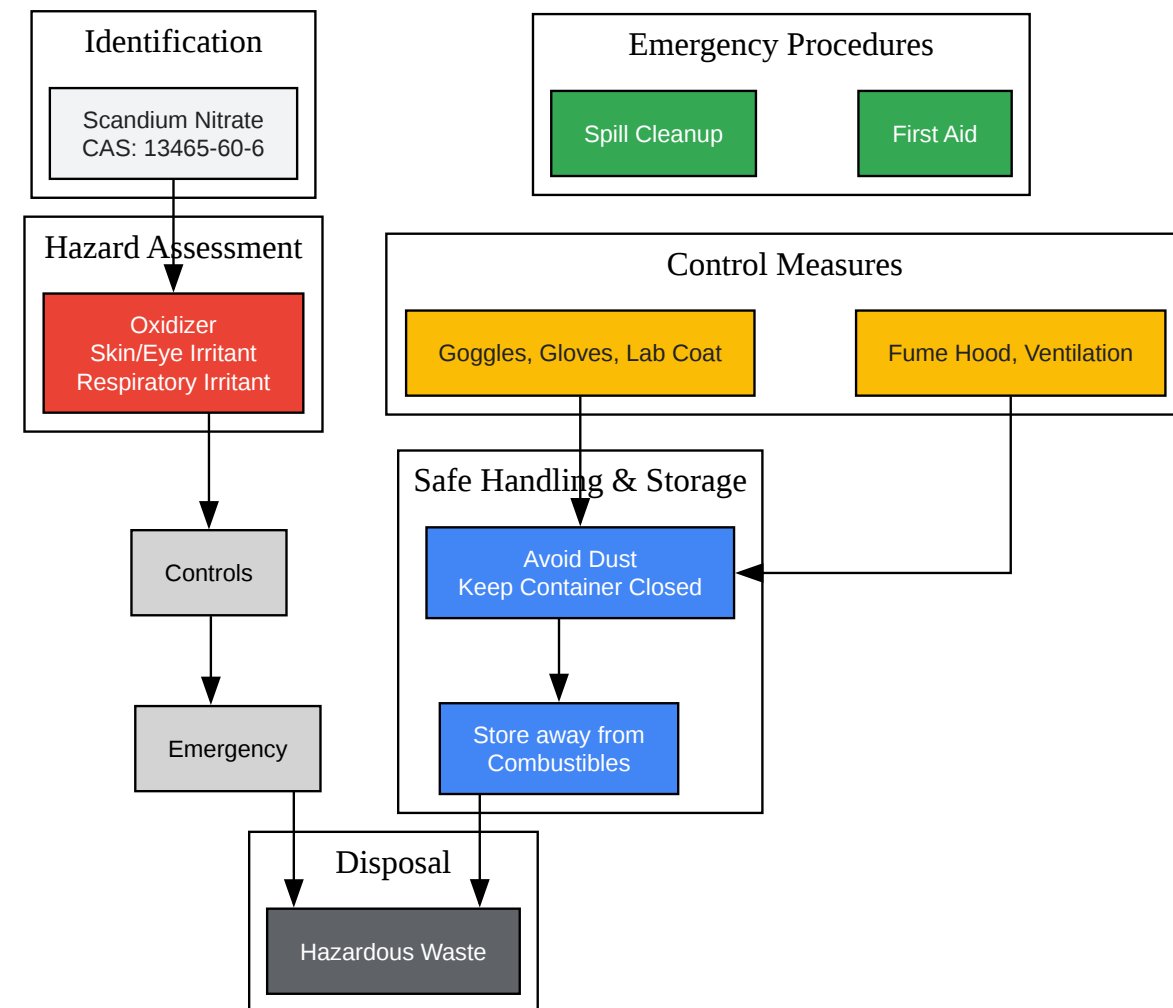 Identification
Scandium Nitrate
CAS: 13465-60-6
Emergency Procedures
Spill Cleanup
First Aid
Hazard Assessment
Oxidizer
Skin/Eye Irritant
Respiratory Irritant
Control Measures
Goggles, Gloves, Lab Coat
Fume Hood, Ventilation
Controls
Emergency
Safe Handling & Storage
Avoid Dust
Keep Container Closed
Store away from
Combustibles
Disposal
Hazardous Waste